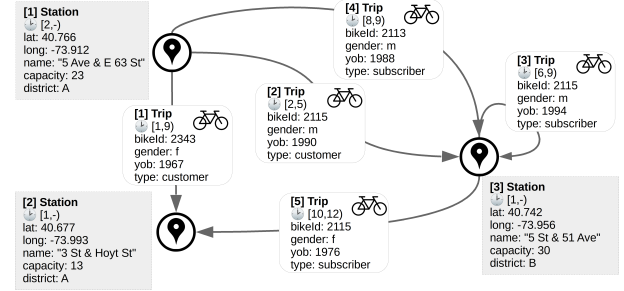 [1] Station
[2,-)
lat: 40.766
long: -73.912
name: "5 Ave & E 63 St"
capacity: 23
district: A
[4] Trip
[8,9)
bikeId: 2113
gender: m
yob: 1988
type: subscriber
[3] Trip
[6,9)
bikeId: 2115
gender: m
yob: 1994
type: subscriber
[2] Trip
[2,5)
bikeId: 2115
gender: m
yob: 1990
type: customer
[1] Trip
[1,9)
bikeId: 2343
gender: f
yob: 1967
type: customer
[2] Station
[1,-)
lat: 40.677
long: -73.993
name: "3 St & Hoyt St"
capacity: 13
district: A
[5] Trip
[10,12)
bikeId: 2115
gender: f
yob: 1976
type: subscriber
[3] Station
[1,-)
lat: 40.742
long: -73.956
name: "5 St & 51 Ave"
capacity: 30
district: B